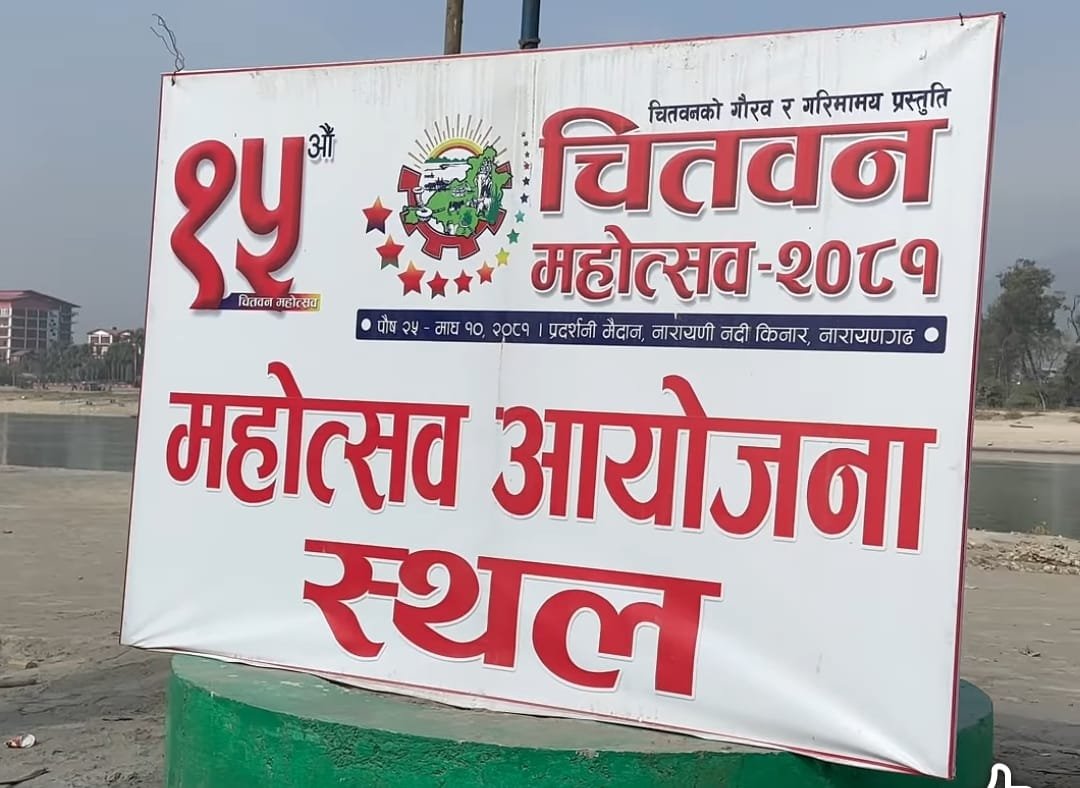 चितवनको गौरव र गरिमामय प्रस्तुति
१५औं
चितवन महोत्सव
चितवन
महोत्सव-२०८१
पौष २५ - माघ १०, २०८१ । प्रदर्शनी मैदान, नारायणी नदी किनार, नारायणगढ
महोत्सव आयोजना
स्थल